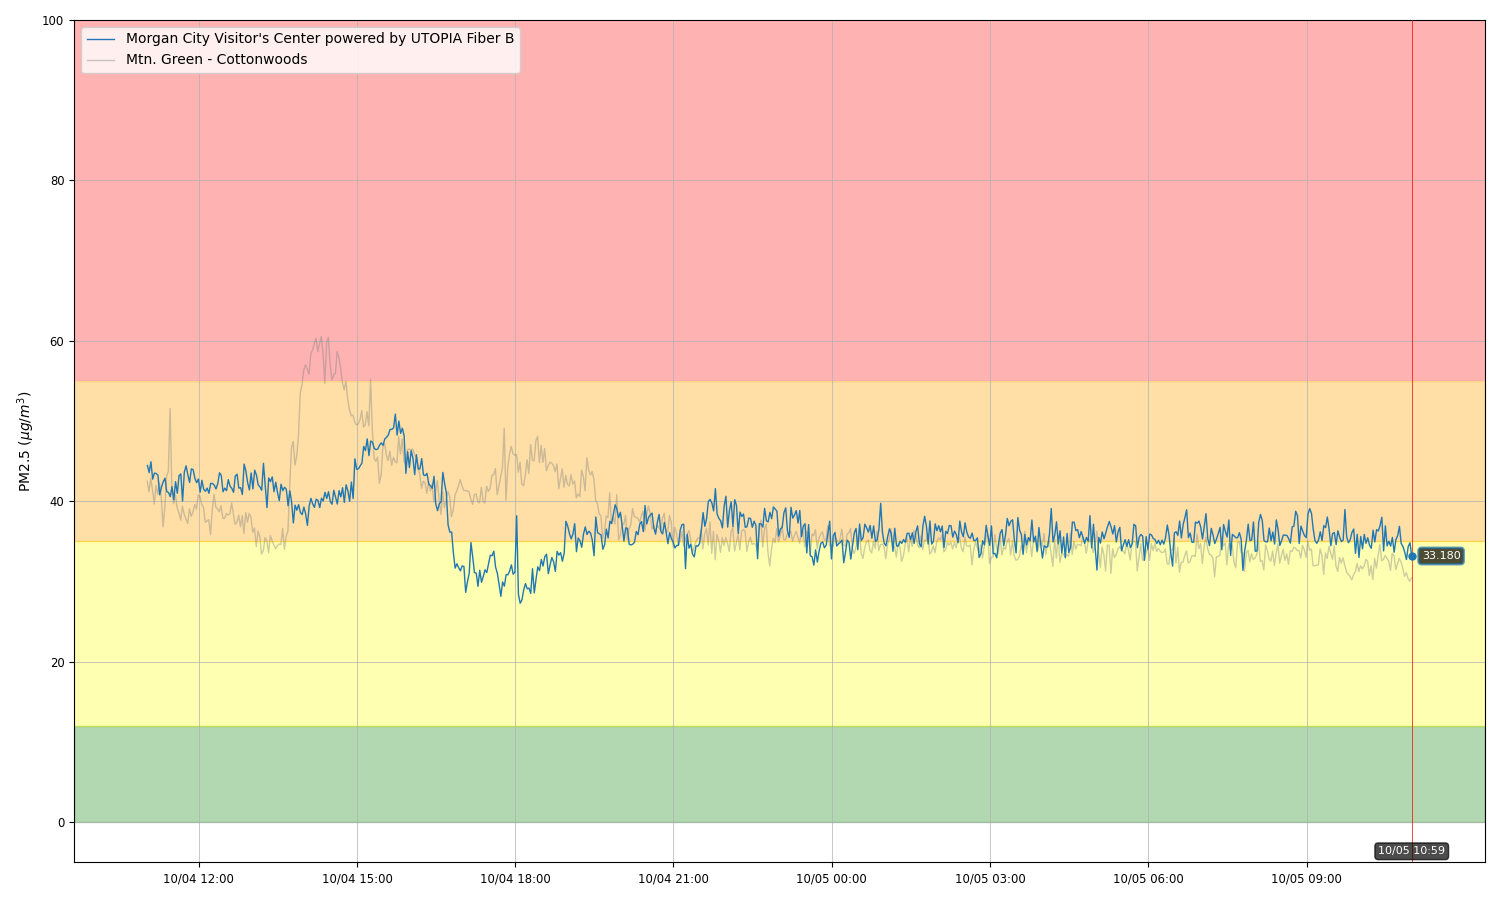 100
Morgan City Visitor's Center powered by UTOPIA Fiber B
Mtn. Green - Cottonwoods
80
60
PM2.5 (μg/m³)
40
33.180
20
0
10/05 10:59
10/04 12:00 10/04 15:00 10/04 18:00 10/04 21:00 10/05 00:00 10/05 03:00 10/05 06:00 10/05 09:00